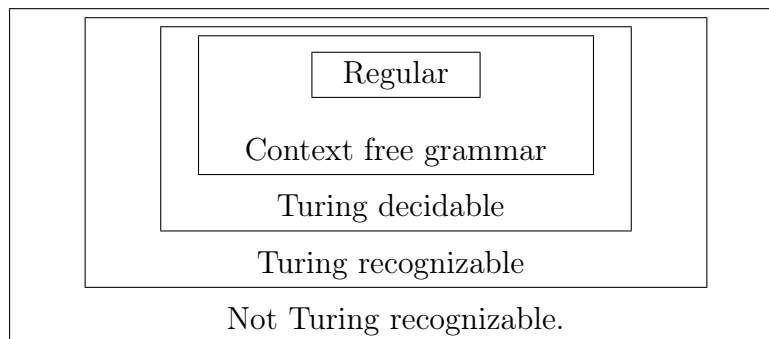 Regular
Context free grammar
Turing decidable
Turing recognizable
Not Turing recognizable.